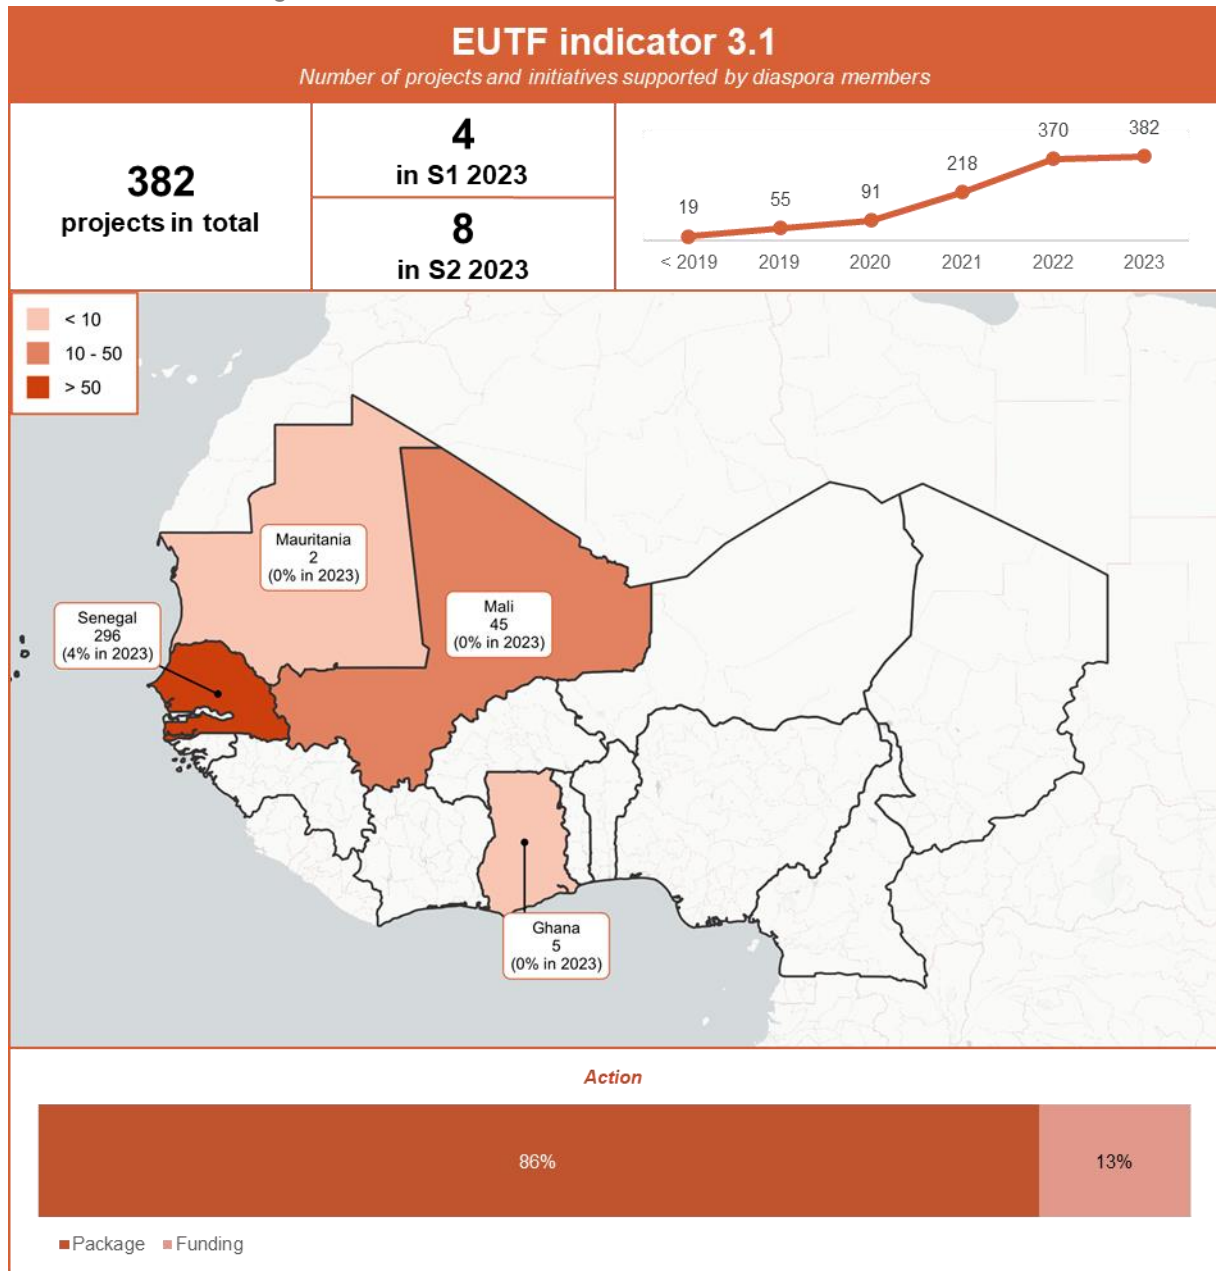 EUTF indicator 3.1
Number of projects and initiatives supported by diaspora members
382
projects in total
4
in S1 2023
8
in S2 2023
19
55
91
218
370
382
< 2019
2019
2020
2021
2022
2023
< 10
10 - 50
> 50
Mauritania
2
(0% in 2023)
Senegal
296
(4% in 2023)
Mali
45
(0% in 2023)
Ghana
5
(0% in 2023)
Action
86%
13%
Package
Funding